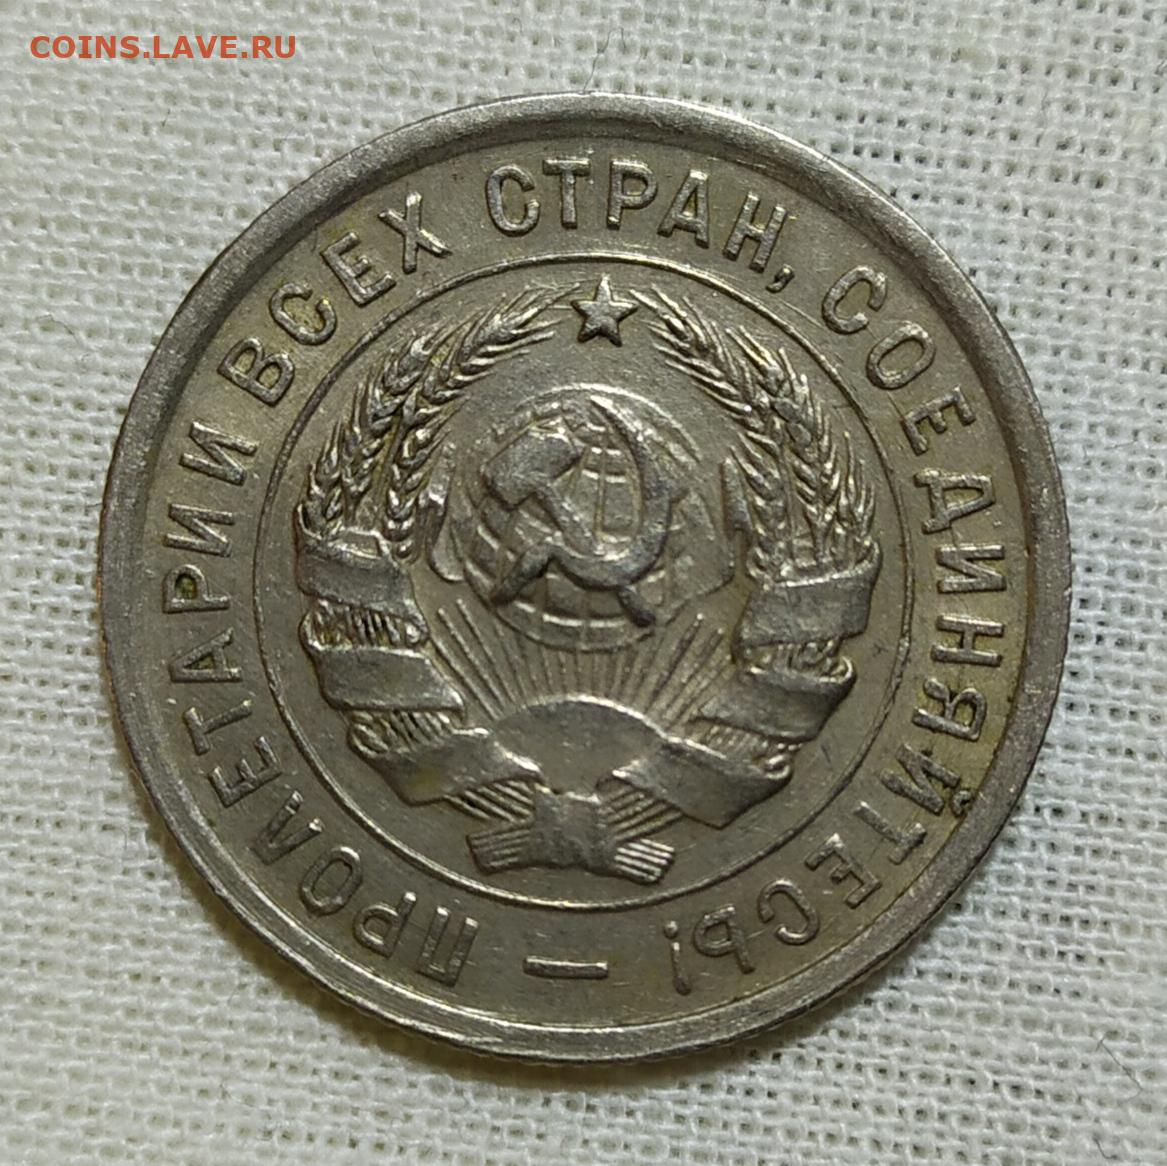 COINS.LAVE.RU
ПРОЛЕТАРИИ ВСЕХ СТРАН, СОЕДИНЯЙТЕСЬ! —